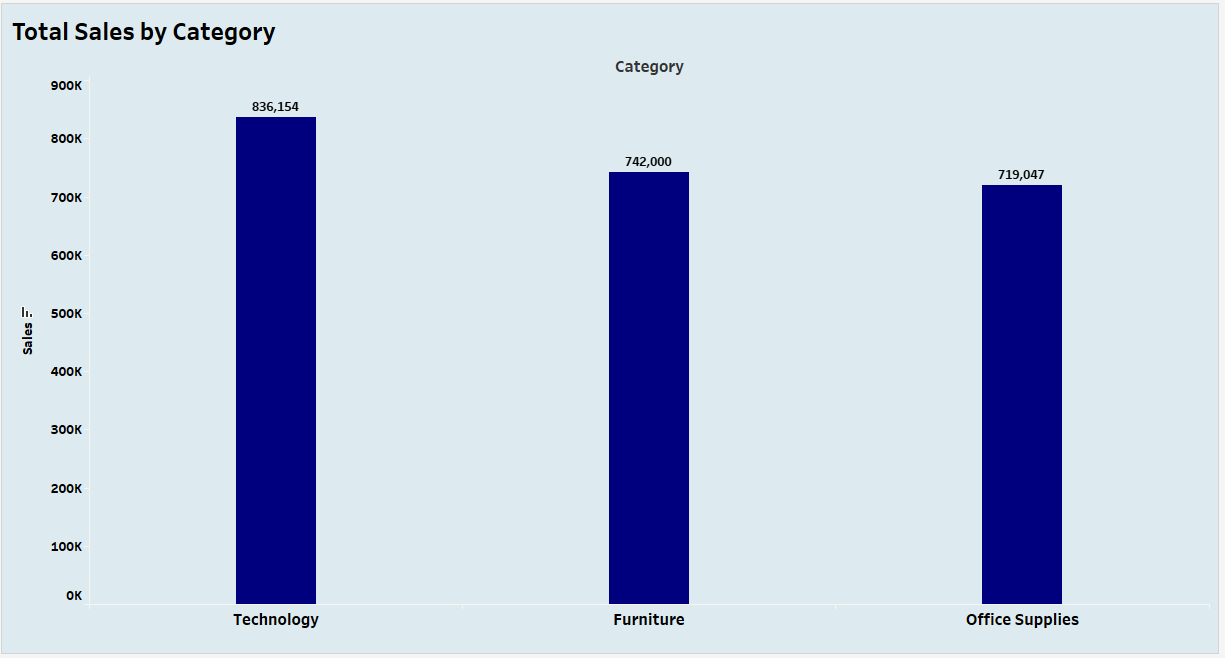 Total Sales by Category
Category
900K
836,154
800K
742,000
719,047
700K
600K
500K
Sales
400K
300K
200K
100K
0K
Technology Furniture Office Supplies